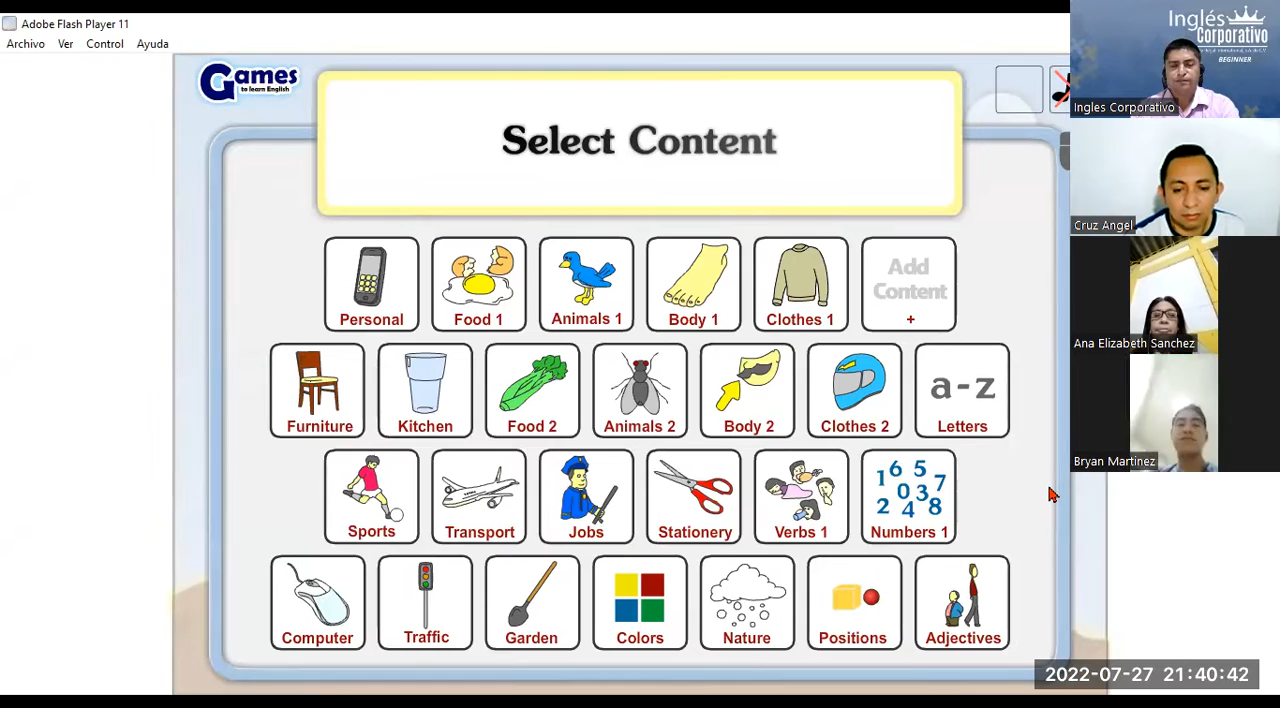 Adobe Flash Player 11
Archivo Ver Control Ayuda
Games
to learn English
Select Content
Inglés
Corporativo
BEGINNER
Ingles Corporativo
Cruz Angel
Ana Elizabeth Sanchez
Bryan Martinez
Personal
Food 1
Animals 1
Body 1
Clothes 1
Add
Content
+
Furniture
Kitchen
Food 2
Animals 2
Body 2
Clothes 2
a-z
Letters
Sports
Transport
Jobs
Stationery
Verbs 1
1 6 5 7
0 3
2 4 8
Numbers 1
Computer
Traffic
Garden
Colors
Nature
Positions
Adjectives
2022-07-27 21:40:42